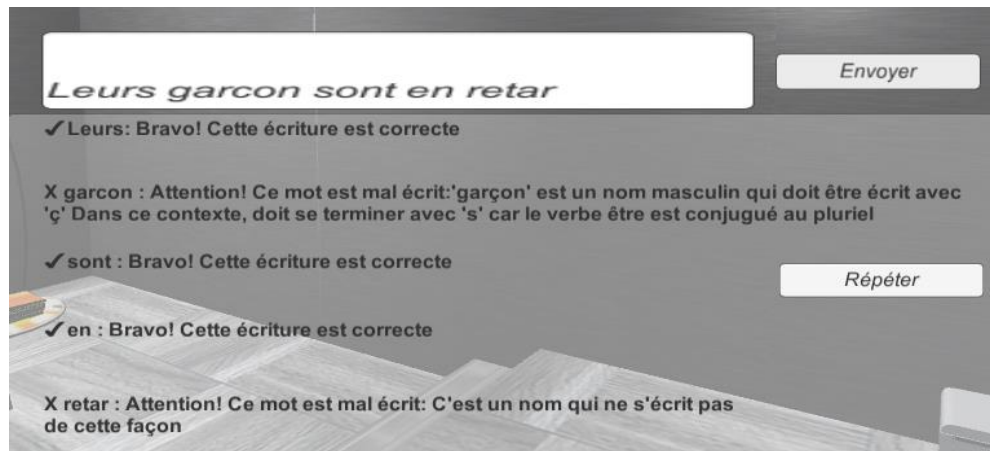 Leurs garcon sont en retar
Envoyer
✓Leurs: Bravo! Cette écriture est correcte
X garcon : Attention! Ce mot est mal écrit:'garçon' est un nom masculin qui doit être écrit avec
'ç' Dans ce contexte, doit se terminer avec 's' car le verbe être est conjugué au pluriel
✓sont : Bravo! Cette écriture est correcte
Répéter
✓en : Bravo! Cette écriture est correcte
X retar : Attention! Ce mot est mal écrit: C'est un nom qui ne s'écrit pas
de cette façon